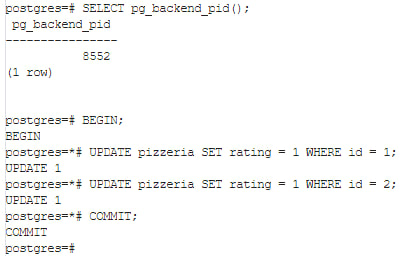 postgres=# SELECT pg_backend_pid();
 pg_backend_pid
----------------
           8552
(1 row)
postgres=# BEGIN;
BEGIN
postgres=*# UPDATE pizzeria SET rating = 1 WHERE id = 1;
UPDATE 1
postgres=*# UPDATE pizzeria SET rating = 1 WHERE id = 2;
UPDATE 1
postgres=*# COMMIT;
COMMIT
postgres=#